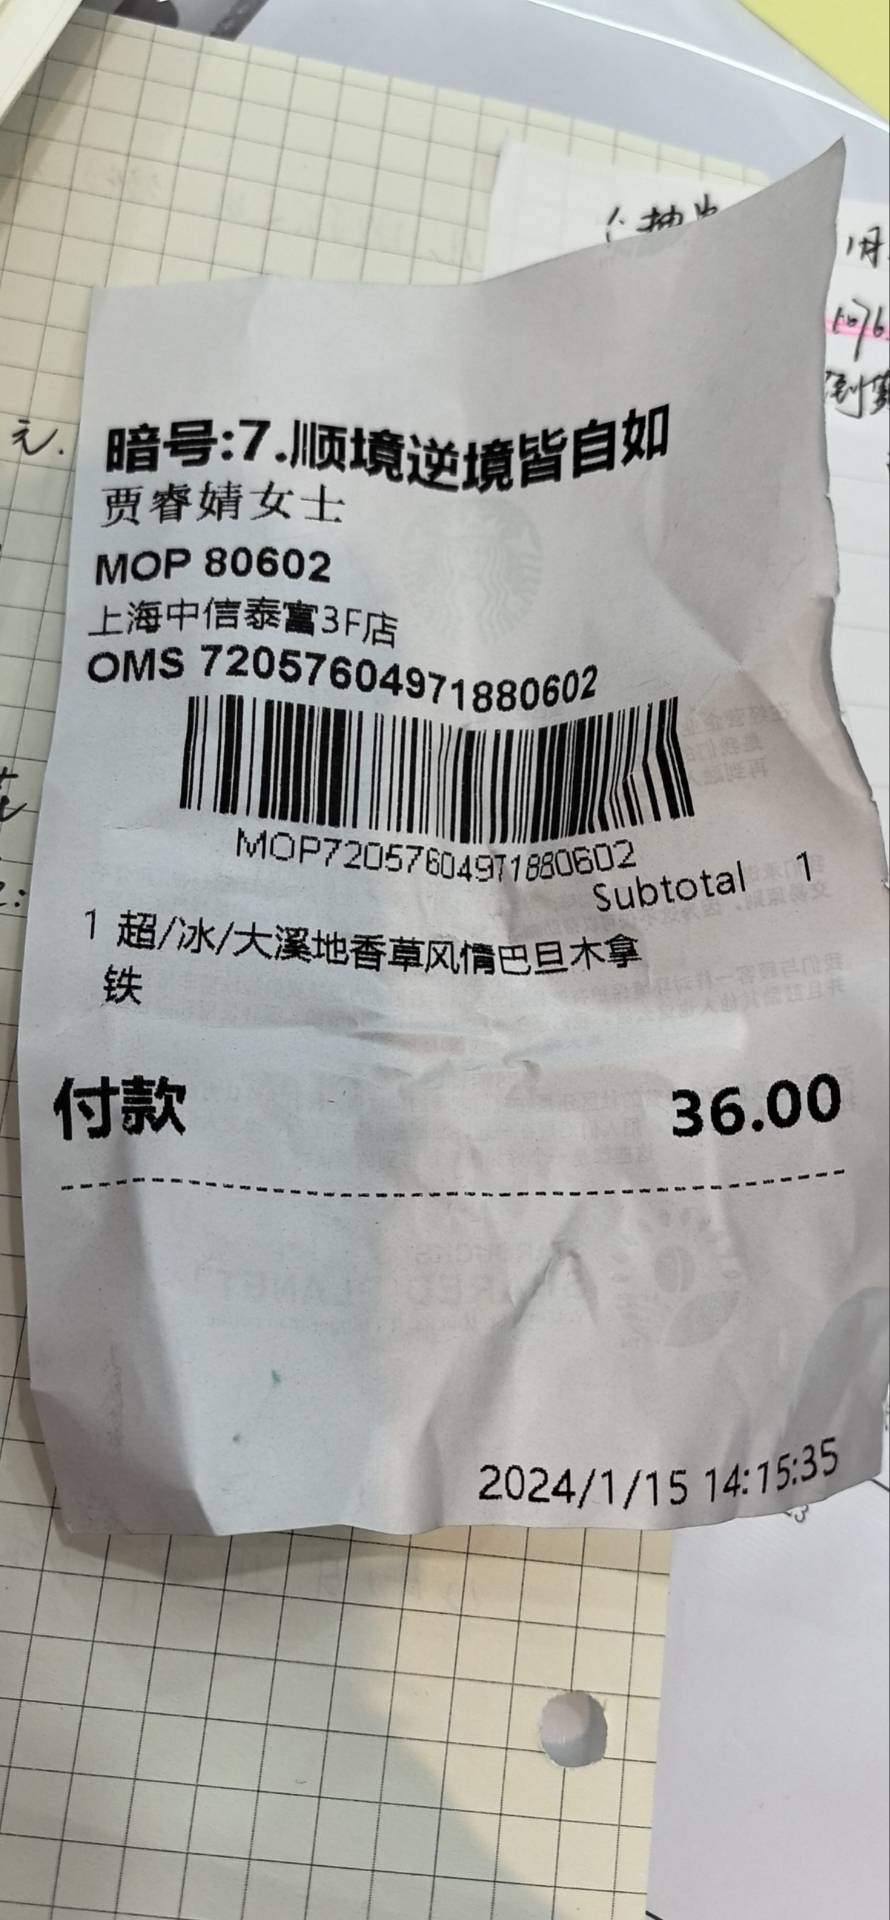 暗号:7.顺境逆境皆自如
贾睿婧女士
MOP 80602
上海中信泰富3F店
OMS 72057604971880602
MOP72057604971880602
Subtotal 1
1 超/冰/大溪地香草风情巴旦木拿
铁
付款 36.00
2024/1/15 14:15:35
元.